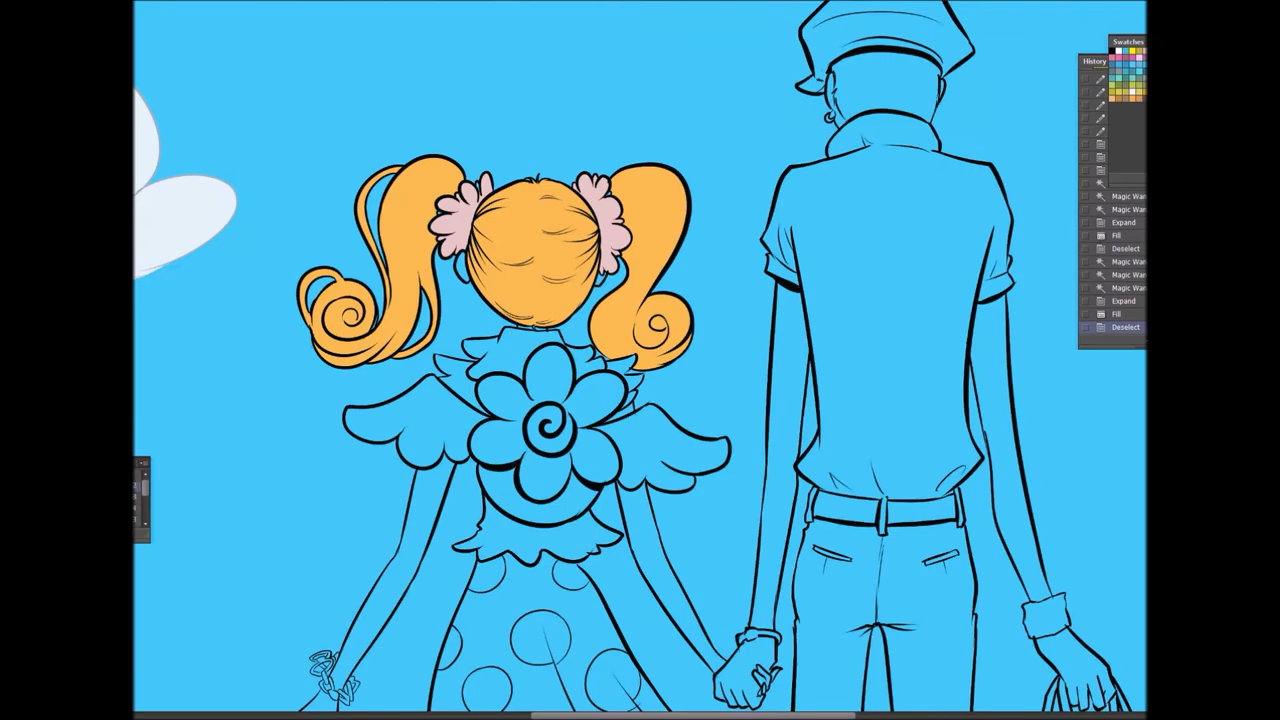 Swatches
History
Magic Wan
Magic Wan
Expand
Fill
Deselect
Magic Wan
Magic Wan
Magic Wan
Expand
Fill
Deselect